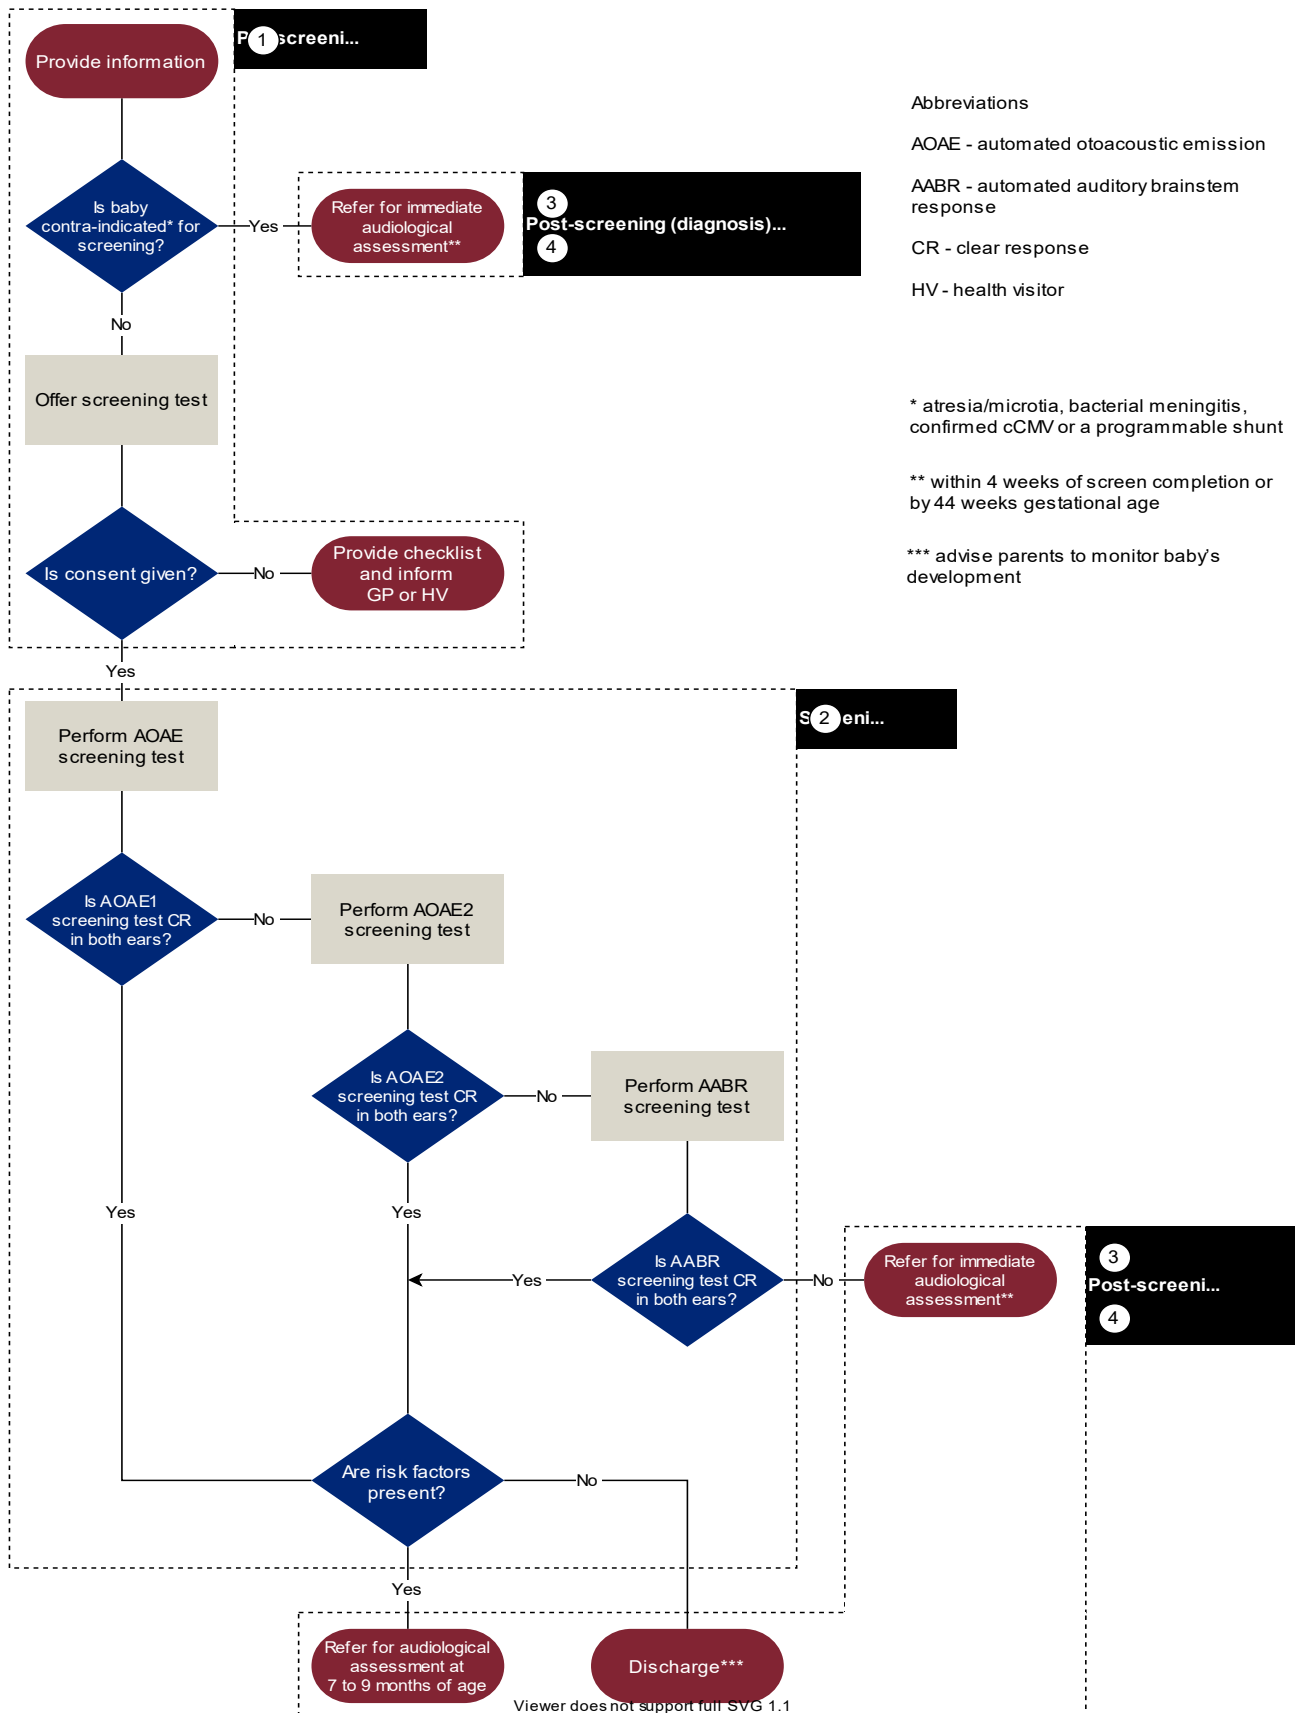 Provide information
1
P screeni...
Is baby
contra-indicated* for
screening?
Yes
Refer for immediate
audiological
assessment**
3
Post-screening (diagnosis)...
4
Abbreviations
AOAE - automated otoacoustic emission
AABR - automated auditory brainstem
response
CR - clear response
HV - health visitor
No
Offer screening test
* atresia/microtia, bacterial meningitis,
confirmed cCMV or a programmable shunt
** within 4 weeks of screen completion or
by 44 weeks gestational age
*** advise parents to monitor baby's
development
Is consent given?
No
Provide checklist
and inform
GP or HV
Yes
Perform AOAE
screening test
2
S eni...
Is AOAE1
screening test CR
in both ears?
No
Perform AOAE2
screening test
Is AOAE2
screening test CR
in both ears?
No
Perform AABR
screening test
Yes
Yes
Is AABR
screening test CR
in both ears?
Yes
No
Refer for immediate
audiological
assessment**
3
Post-screeni...
4
Are risk factors
present?
No
Yes
Refer for audiological
assessment at
7 to 9 months of age
Discharge***
Viewer does not support full SVG 1.1